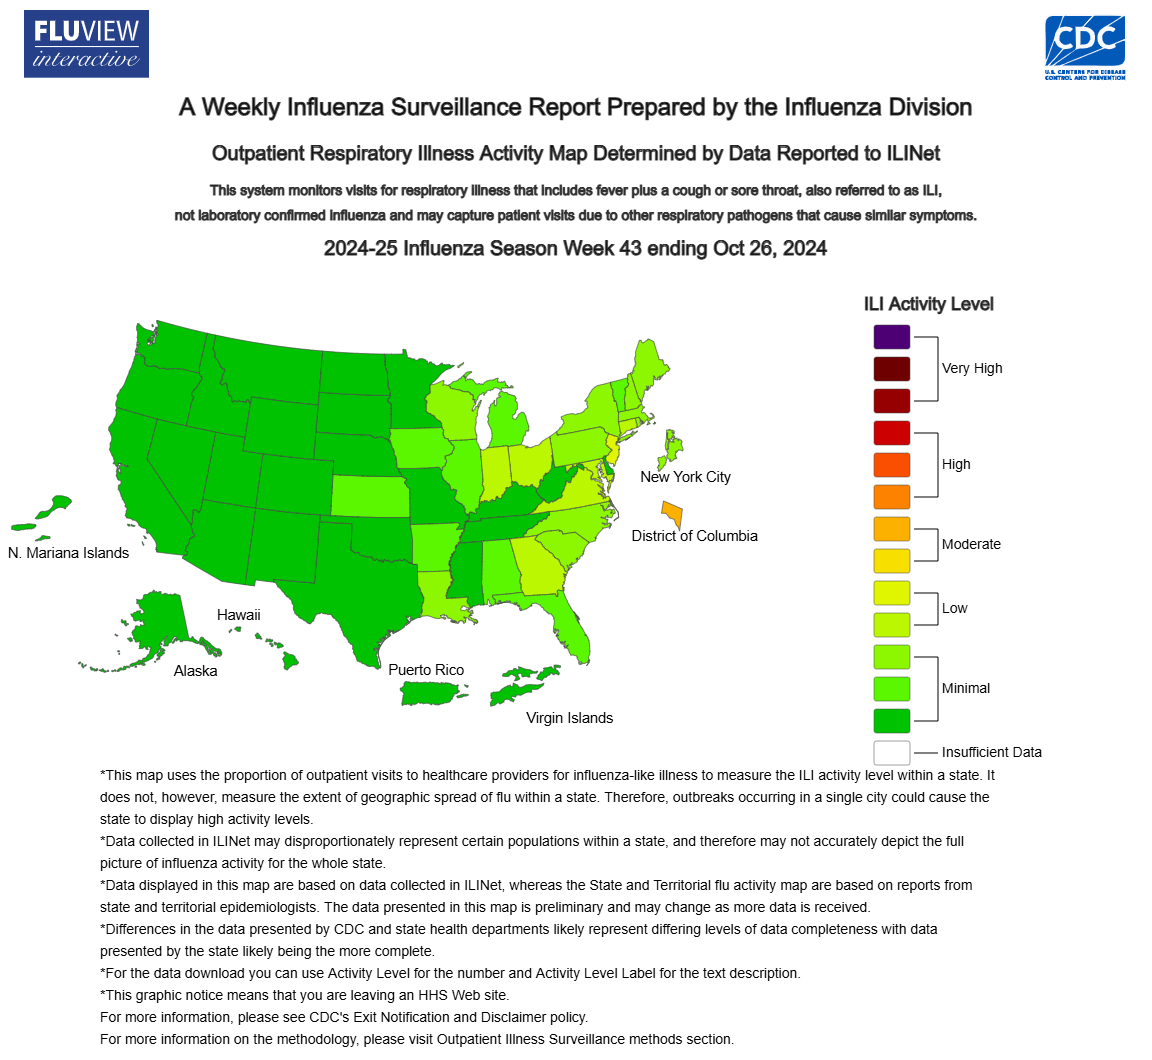 FLUVIEW
interactive
CDC
U.S. CENTERS FOR DISEASE
CONTROL AND PREVENTION
A Weekly Influenza Surveillance Report Prepared by the Influenza Division
Outpatient Respiratory Illness Activity Map Determined by Data Reported to ILINet
This system monitors visits for respiratory illness that includes fever plus a cough or sore throat, also referred to as ILI,
not laboratory confirmed influenza and may capture patient visits due to other respiratory pathogens that cause similar symptoms.
2024-25 Influenza Season Week 43 ending Oct 26, 2024
ILI Activity Level
Very High
High
Moderate
Low
Minimal
Insufficient Data
New York City
District of Columbia
N. Mariana Islands
Hawaii
Alaska
Puerto Rico
Virgin Islands
*This map uses the proportion of outpatient visits to healthcare providers for influenza-like illness to measure the ILI activity level within a state. It
does not, however, measure the extent of geographic spread of flu within a state. Therefore, outbreaks occurring in a single city could cause the
state to display high activity levels.
*Data collected in ILINet may disproportionately represent certain populations within a state, and therefore may not accurately depict the full
picture of influenza activity for the whole state.
*Data displayed in this map are based on data collected in ILINet, whereas the State and Territorial flu activity map are based on reports from
state and territorial epidemiologists. The data presented in this map is preliminary and may change as more data is received.
*Differences in the data presented by CDC and state health departments likely represent differing levels of data completeness with data
presented by the state likely being the more complete.
*For the data download you can use Activity Level for the number and Activity Level Label for the text description.
*This graphic notice means that you are leaving an HHS Web site.
For more information, please see CDC's Exit Notification and Disclaimer policy.
For more information on the methodology, please visit Outpatient Illness Surveillance methods section.